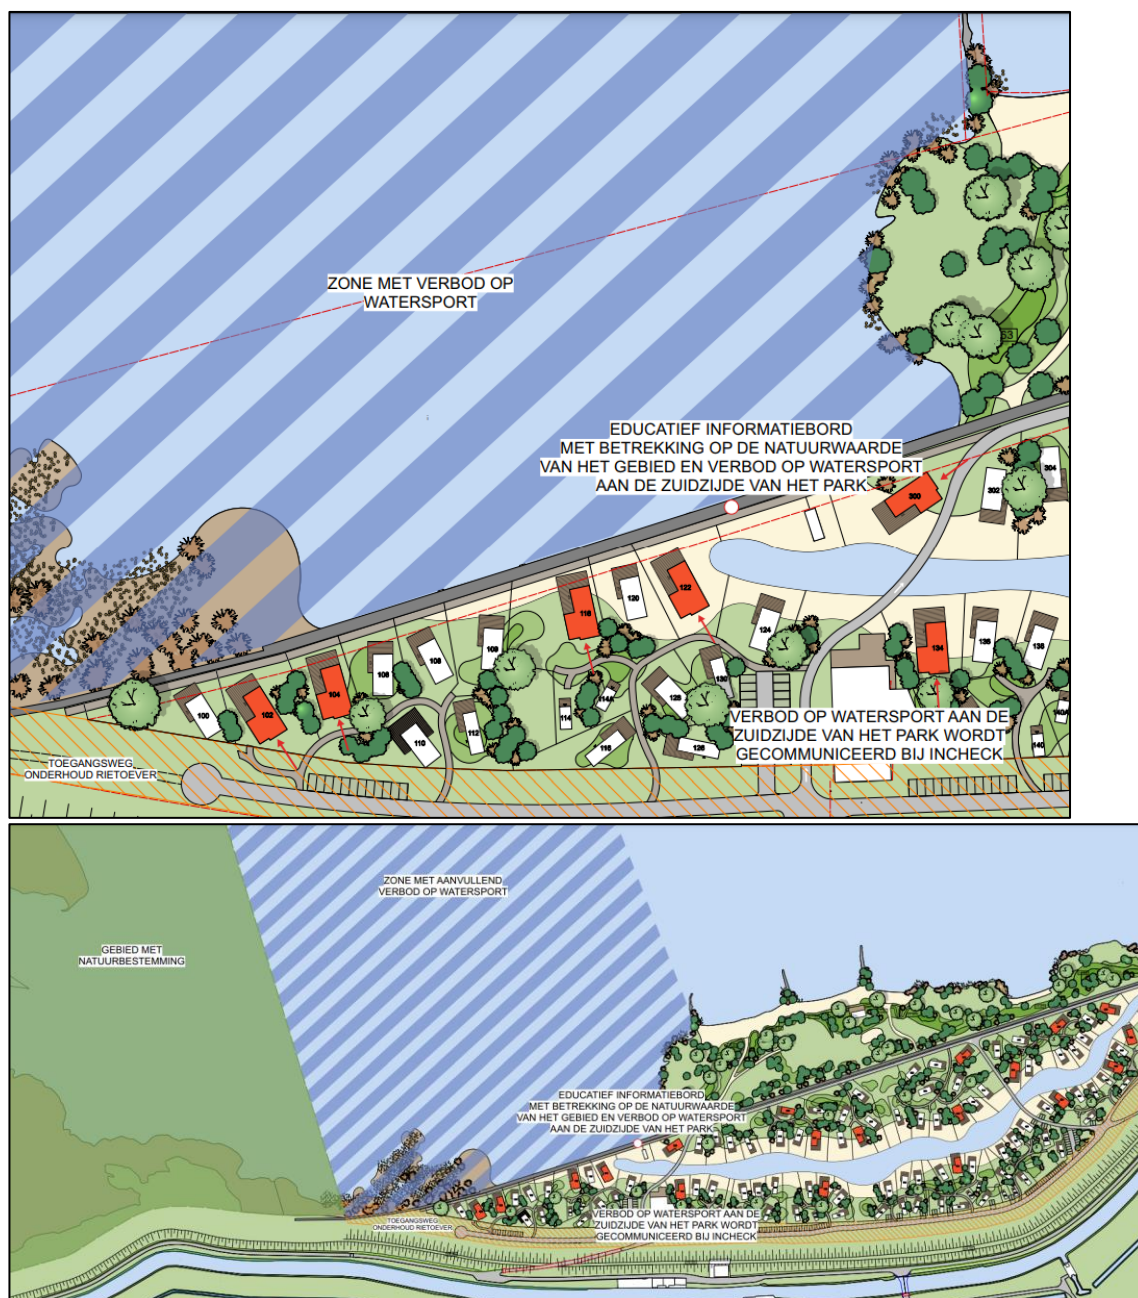 ZONE MET VERBOD OP
WATERSPORT
S3
EDUCATIEF INFORMATIEBORD
MET BETREKKING OP DE NATUURWAARDE
VAN HET GEBIED EN VERBOD OP WATERSPORT
AAN DE ZUIDZIJDE VAN HET PARK
304
302
300
122
120
118
124
134
136
138
109
108
106
104
102
100
130
128
114A
114
112
110
116
126
140A
140
VERBOD OP WATERSPORT AAN DE
ZUIDZIJDE VAN HET PARK WORDT
GECOMMUNICEERD BIJ INCHECK
TOEGANGSWEG
ONDERHOUD RIETOEVER
ZONE MET AANVULLEND
VERBOD OP WATERSPORT
GEBIED MET
NATUURBESTEMMING
EDUCATIEF INFORMATIEBORD
MET BETREKKING OP DE NATUURWAARDE
VAN HET GEBIED EN VERBOD OP WATERSPORT
AAN DE ZUIDZIJDE VAN HET PARK
VERBOD OP WATERSPORT AAN DE
ZUIDZIJDE VAN HET PARK WORDT
GECOMMUNICEERD BIJ INCHECK
TOEGANGSWEG
ONDERHOUD RIETOEVER